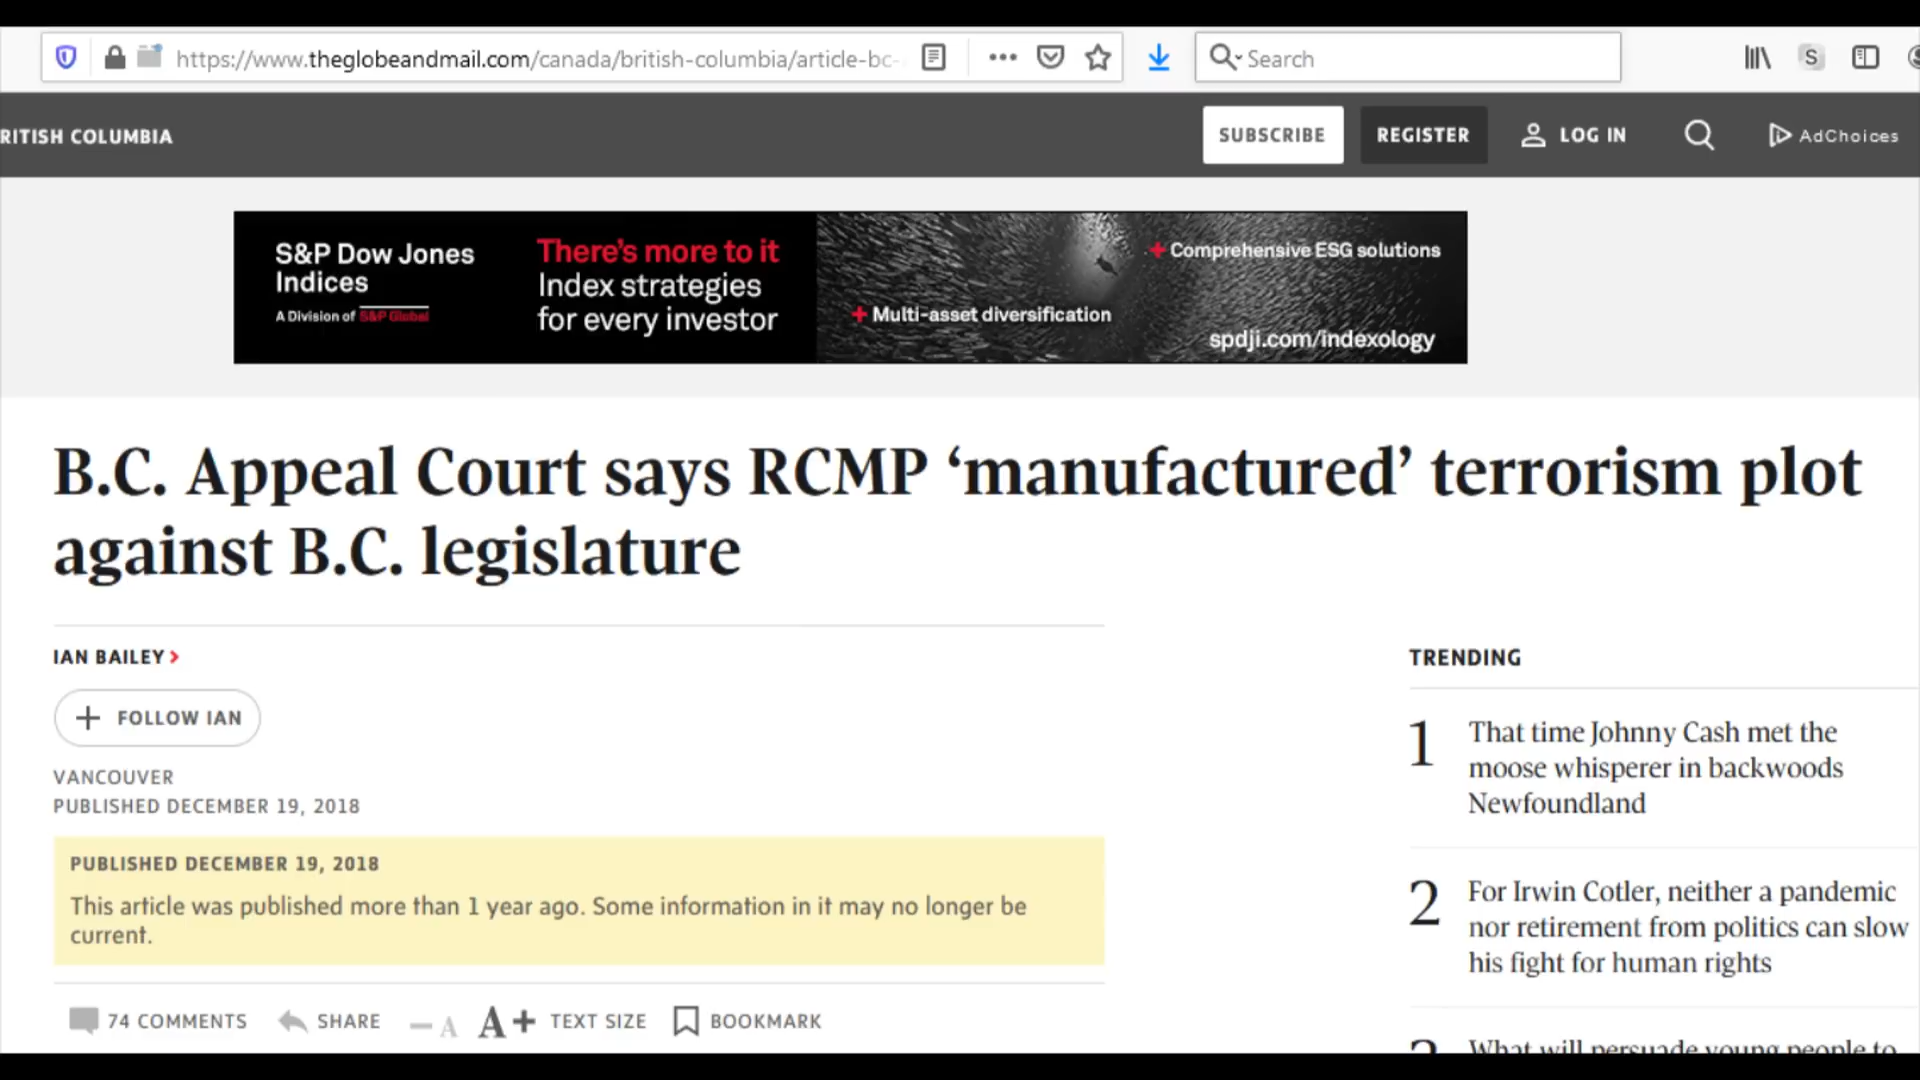 https://www.theglobeandmail.com/canada/british-columbia/article-bc-
Search
S
RITISH COLUMBIA
SUBSCRIBE
REGISTER
LOG IN
AdChoices
S&P Dow Jones
Indices
A Division of S&P Global
There's more to it
Index strategies
for every investor
+ Comprehensive ESG solutions
+ Multi-asset diversification
spdji.com/indexology
B.C. Appeal Court says RCMP ‘manufactured’ terrorism plot
against B.C. legislature
IAN BAILEY >
+ FOLLOW IAN
VANCOUVER
PUBLISHED DECEMBER 19, 2018
PUBLISHED DECEMBER 19, 2018
This article was published more than 1 year ago. Some information in it may no longer be
current.
74 COMMENTS
SHARE
– A A + TEXT SIZE
BOOKMARK
TRENDING
1 That time Johnny Cash met the
moose whisperer in backwoods
Newfoundland
2 For Irwin Cotler, neither a pandemic
nor retirement from politics can slow
his fight for human rights
What will persuade young people to